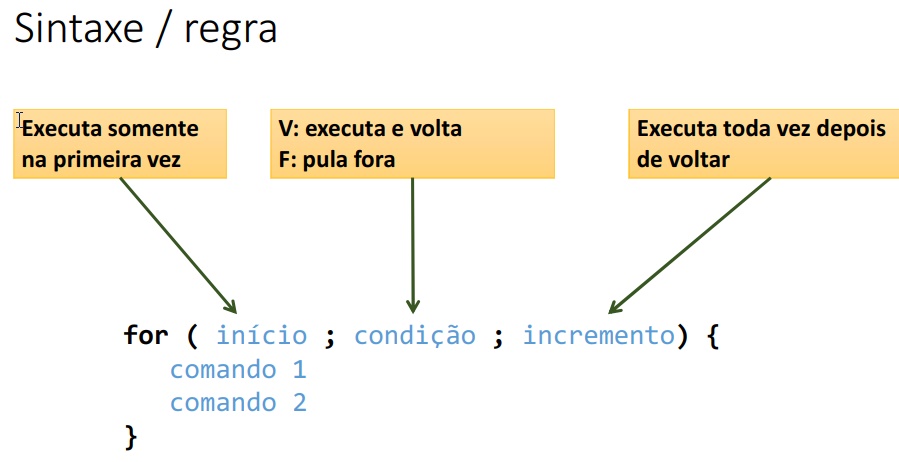 Sintaxe / regra
Executa somente
na primeira vez
V: executa e volta
F: pula fora
Executa toda vez depois
de voltar
for ( início ; condição ; incremento) {
comando 1
comando 2
}